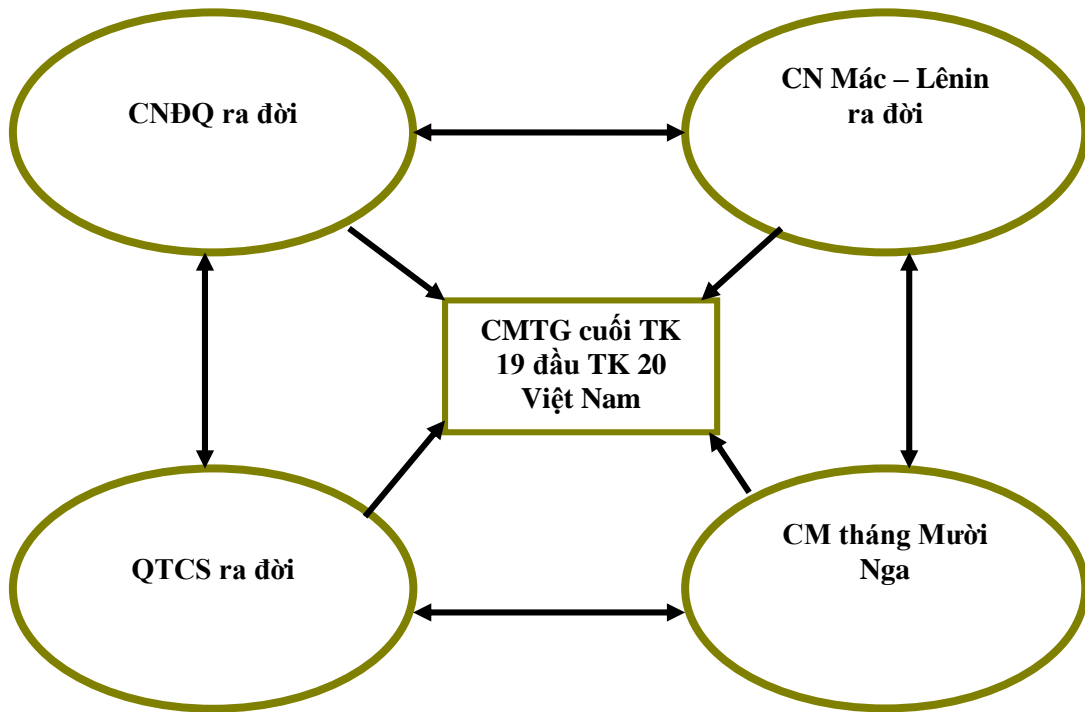 CNĐQ ra đời
CN Mác – Lênin
ra đời
CMTG cuối TK
19 đầu TK 20
Việt Nam
QTCS ra đời
CM tháng Mười
Nga